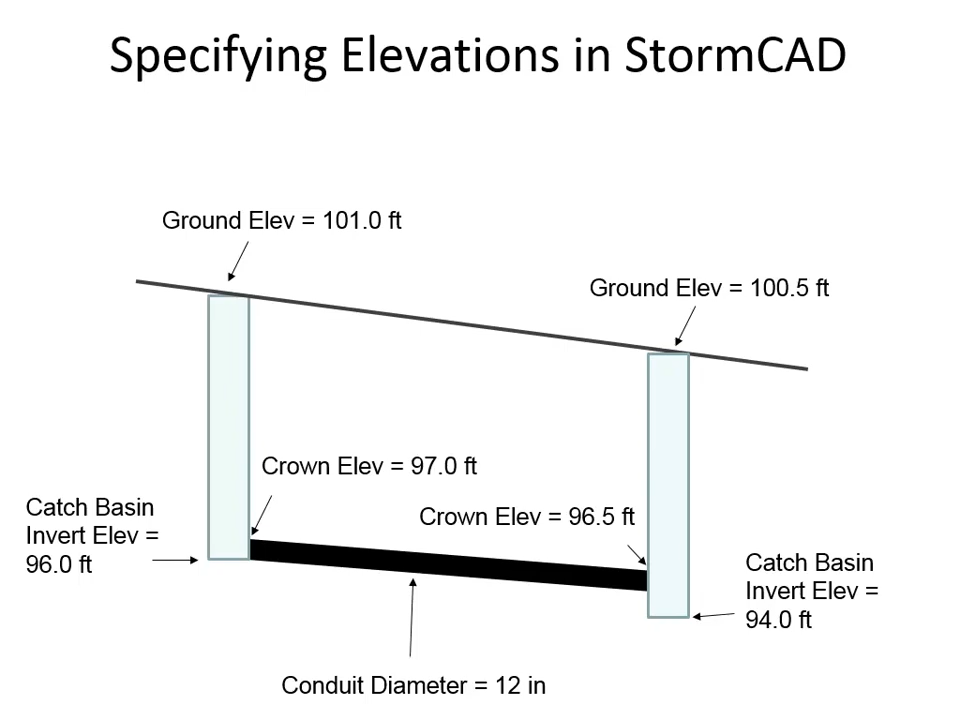 Specifying Elevations in StormCAD
Ground Elev = 101.0 ft
Ground Elev = 100.5 ft
Crown Elev = 97.0 ft
Crown Elev = 96.5 ft
Catch Basin
Invert Elev =
96.0 ft
Catch Basin
Invert Elev =
94.0 ft
Conduit Diameter = 12 in